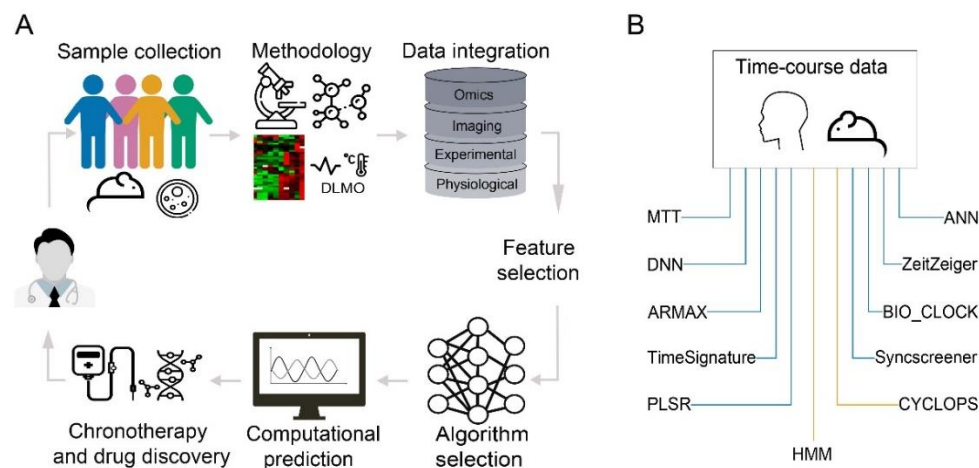 A
Sample collection
Methodology
Data integration
Omics
Imaging
Experimental
Physiological
°C
DLMO
Feature
selection
Algorithm
selection
Computational
prediction
Chronotherapy
and drug discovery
B
Time-course data
MTT
DNN
ARMAX
TimeSignature
PLSR
HMM
ANN
ZeitZeiger
BIO_CLOCK
Syncscreener
CYCLOPS